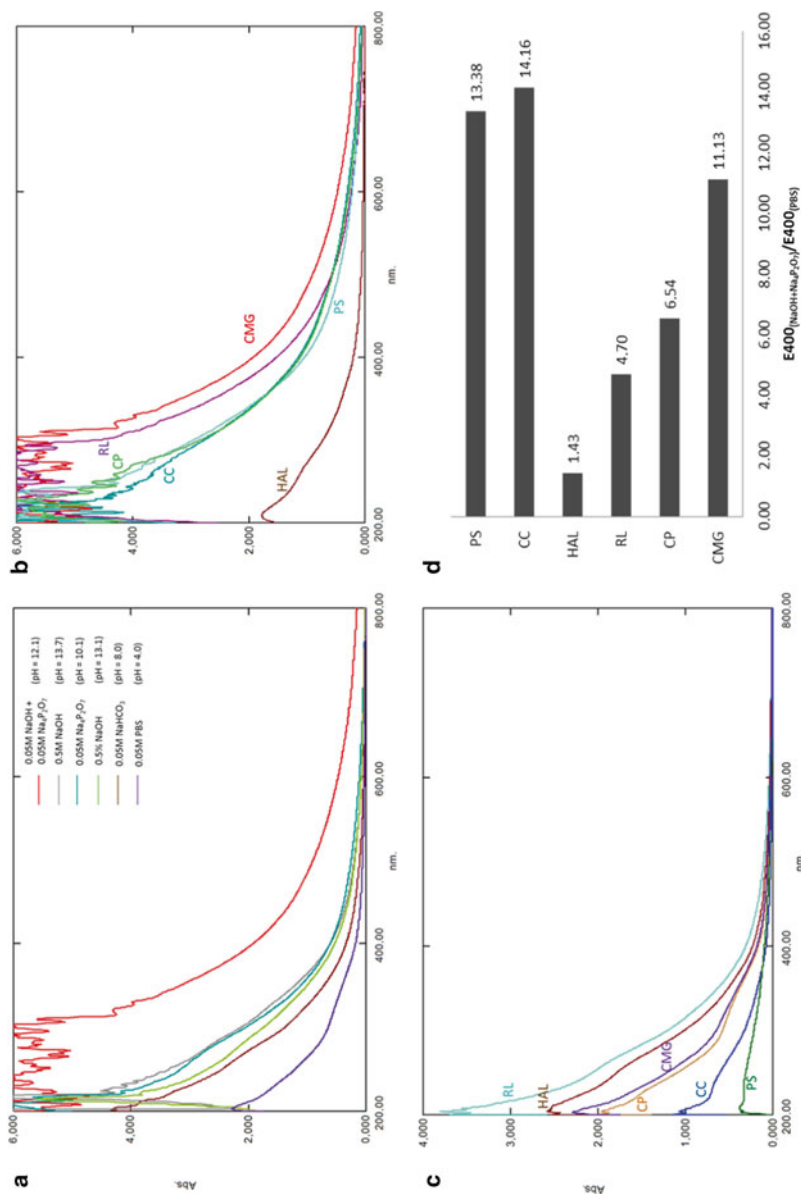 a
6.000
4.000
2.000
0.000
Abs.
200.00
400.00
600.00
800.00
nm.
0.05M NaOH +
0.05M Na₄P₂O₇ (pH = 12.1)
0.5M NaOH (pH = 13.7)
0.05M Na₄P₂O₇ (pH = 10.1)
0.5% NaOH (pH = 13.1)
0.05M NaHCO₃ (pH = 8.0)
0.05M PBS (pH = 4.0)
b
6.000
4.000
2.000
0.000
200.00
400.00
600.00
800.00
nm.
CMG
RL
CP
CC
PS
HAL
c
4.000
3.000
2.000
1.000
0.000
Abs.
200.00
400.00
600.00
800.00
nm
RL
HAL
CMG
CP
CC
PS
d
PS 13.38
CC 14.16
HAL 1.43
RL 4.70
CP 6.54
CMG 11.13
0.00 2.00 4.00 6.00 8.00 10.00 12.00 14.00 16.00
E400(NaOH+Na₄P₂O₇)/E400(PBS)